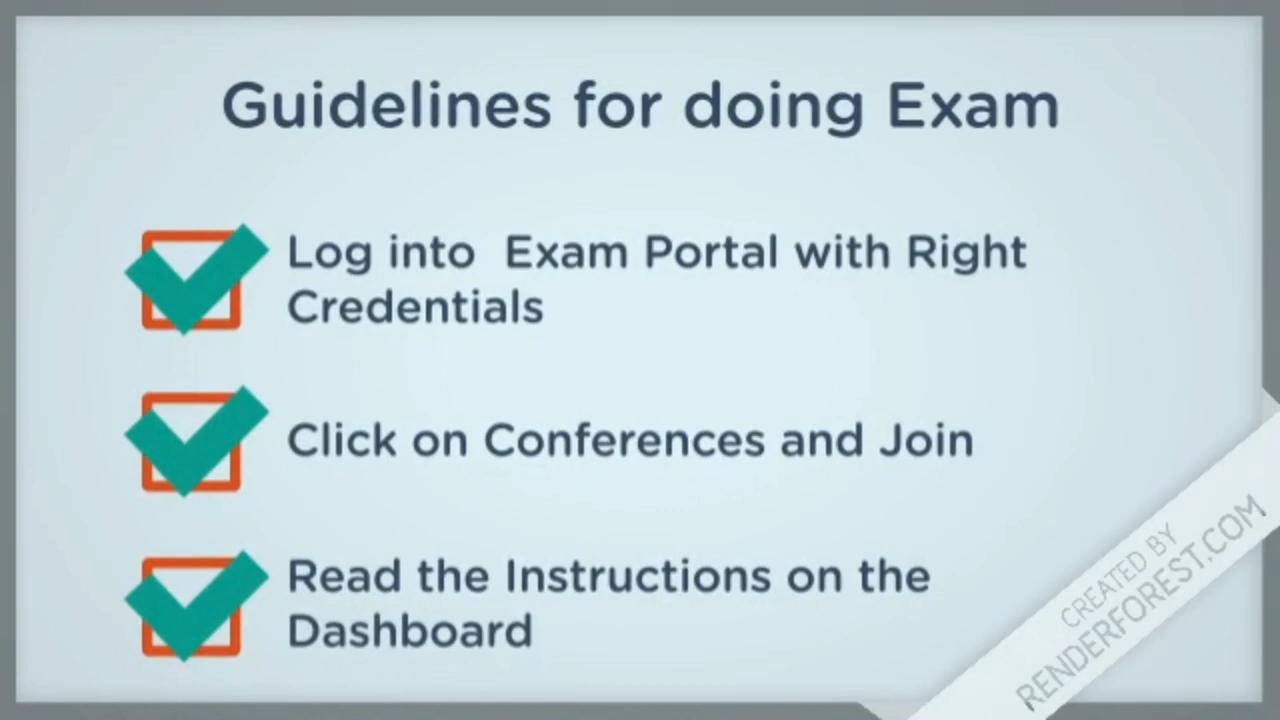 Guidelines for doing Exam
Log into  Exam Portal with Right
Credentials
Click on Conferences and Join
Read the Instructions on the
Dashboard
CREATED BY
RENDERFOREST.COM